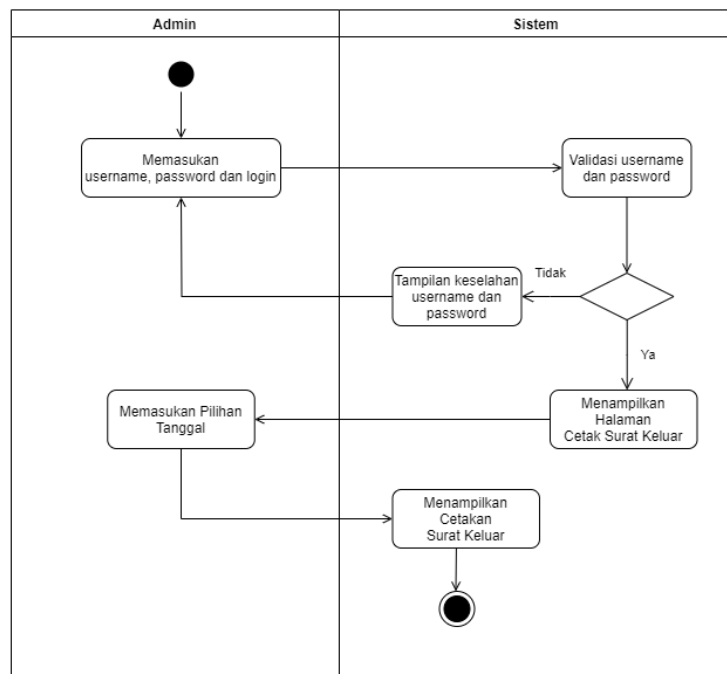 Admin
Sistem
Memasukan
username, password dan login
Validasi username
dan password
Tidak
Tampilan keselahan
username dan
password
Ya
Memasukan Pilihan
Tanggal
Menampilkan
Halaman
Cetak Surat Keluar
Menampilkan
Cetakan
Surat Keluar